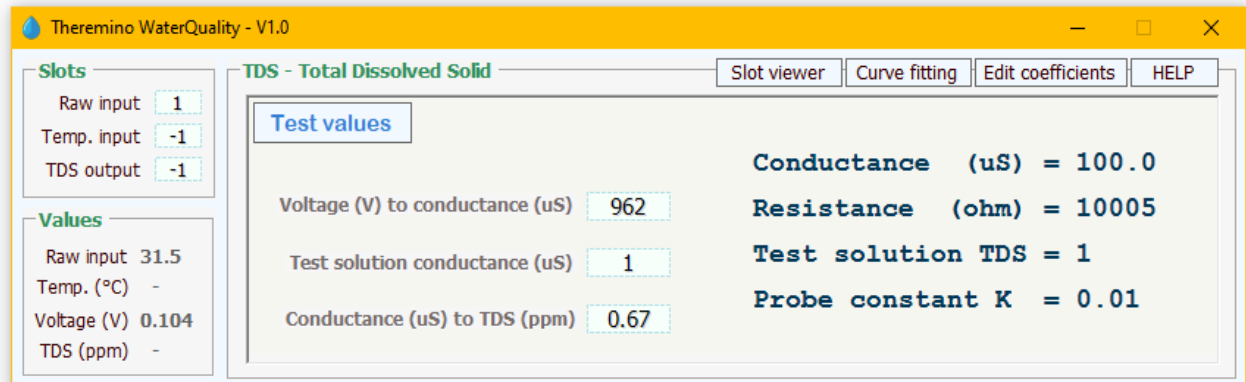 Theremino WaterQuality - V1.0
Slots
Raw input 1
Temp. input -1
TDS output -1
Values
Raw input 31.5
Temp. (°C) -
Voltage (V) 0.104
TDS (ppm) -
TDS - Total Dissolved Solid
Slot viewer Curve fitting Edit coefficients HELP
Test values
Voltage (V) to conductance (uS) 962
Test solution conductance (uS) 1
Conductance (uS) to TDS (ppm) 0.67
Conductance (uS) = 100.0
Resistance (ohm) = 10005
Test solution TDS = 1
Probe constant K = 0.01